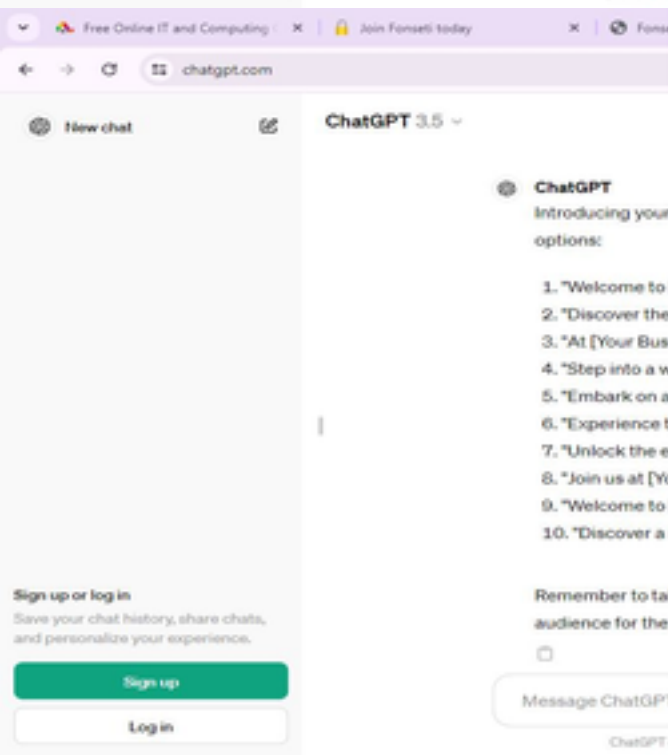 Free Online IT and Computing
Join Fonseti today
Fonse
chatgpt.com
New chat
ChatGPT 3.5
ChatGPT
Introducing your
options:
1. "Welcome to
2. "Discover the
3. "At [Your Bus
4. "Step into a w
5. "Embark on a
6. "Experience t
7. "Unlock the e
8. "Join us at [Yo
9. "Welcome to
10. "Discover a
Remember to tai
audience for the
Sign up or log in
Save your chat history, share chats,
and personalize your experience.
Sign up
Log in
Message ChatGPT
ChatGPT